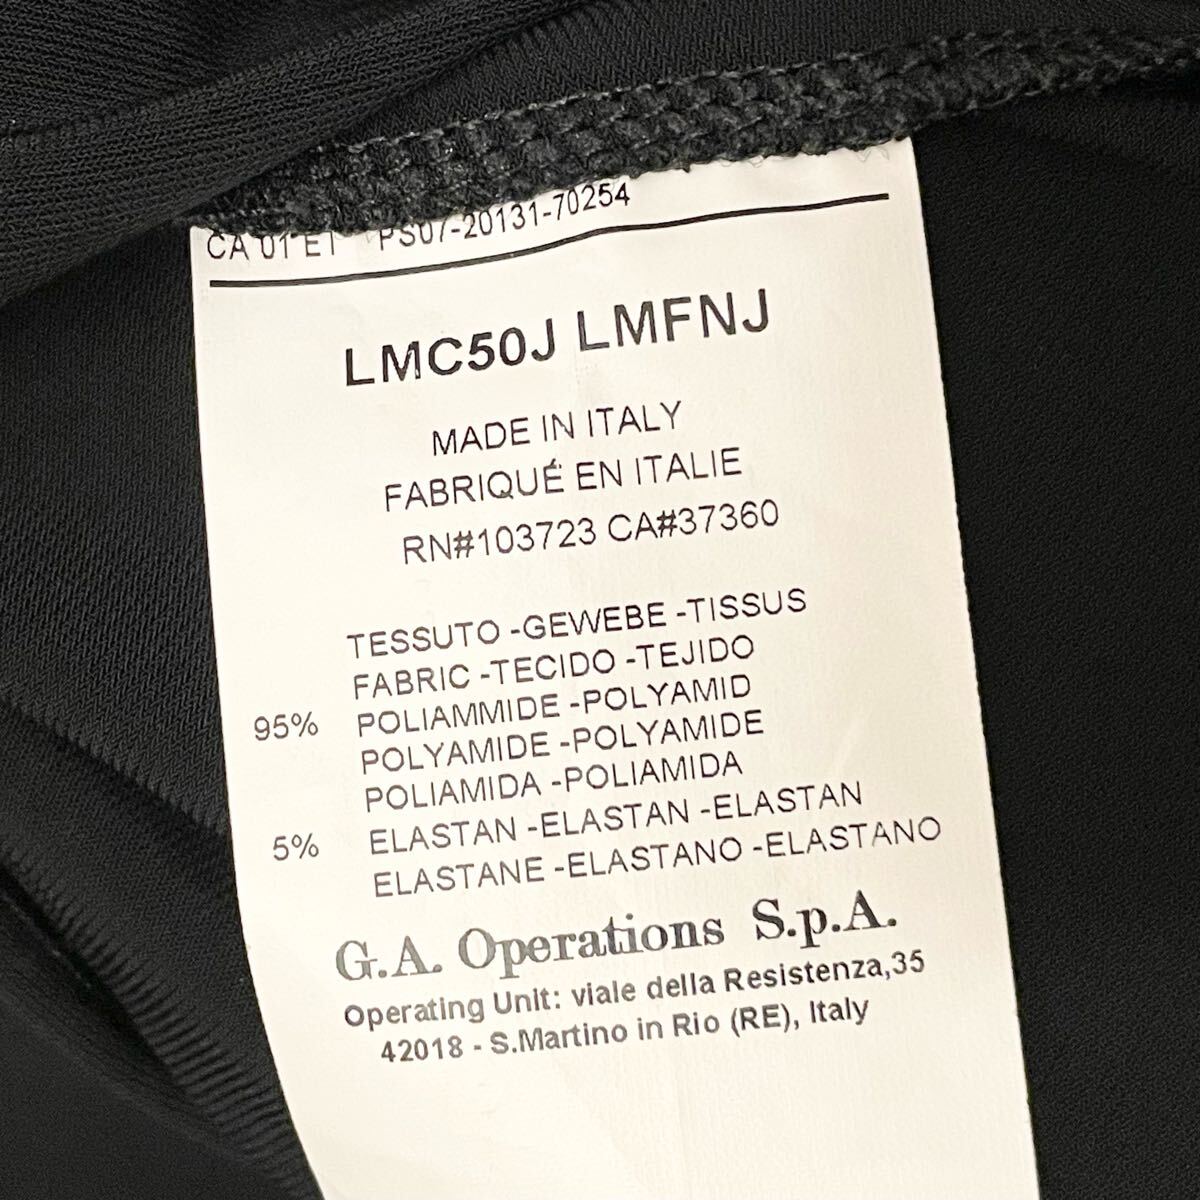 CA 01 ET PS07-20131-70254
LMC50J LMFNJ
MADE IN ITALY
FABRIQUÉ EN ITALIE
RN#103723 CA#37360
TESSUTO -GEWEBE -TISSUS
FABRIC -TECIDO -TEJIDO
95% POLIAMMIDE -POLYAMID
POLYAMIDE -POLYAMIDE
POLIAMIDA -POLIAMIDA
5% ELASTAN -ELASTAN -ELASTAN
ELASTANE -ELASTANO -ELASTANO
G.A. Operations S.p.A.
Operating Unit: viale della Resistenza,35
42018 - S.Martino in Rio (RE), Italy